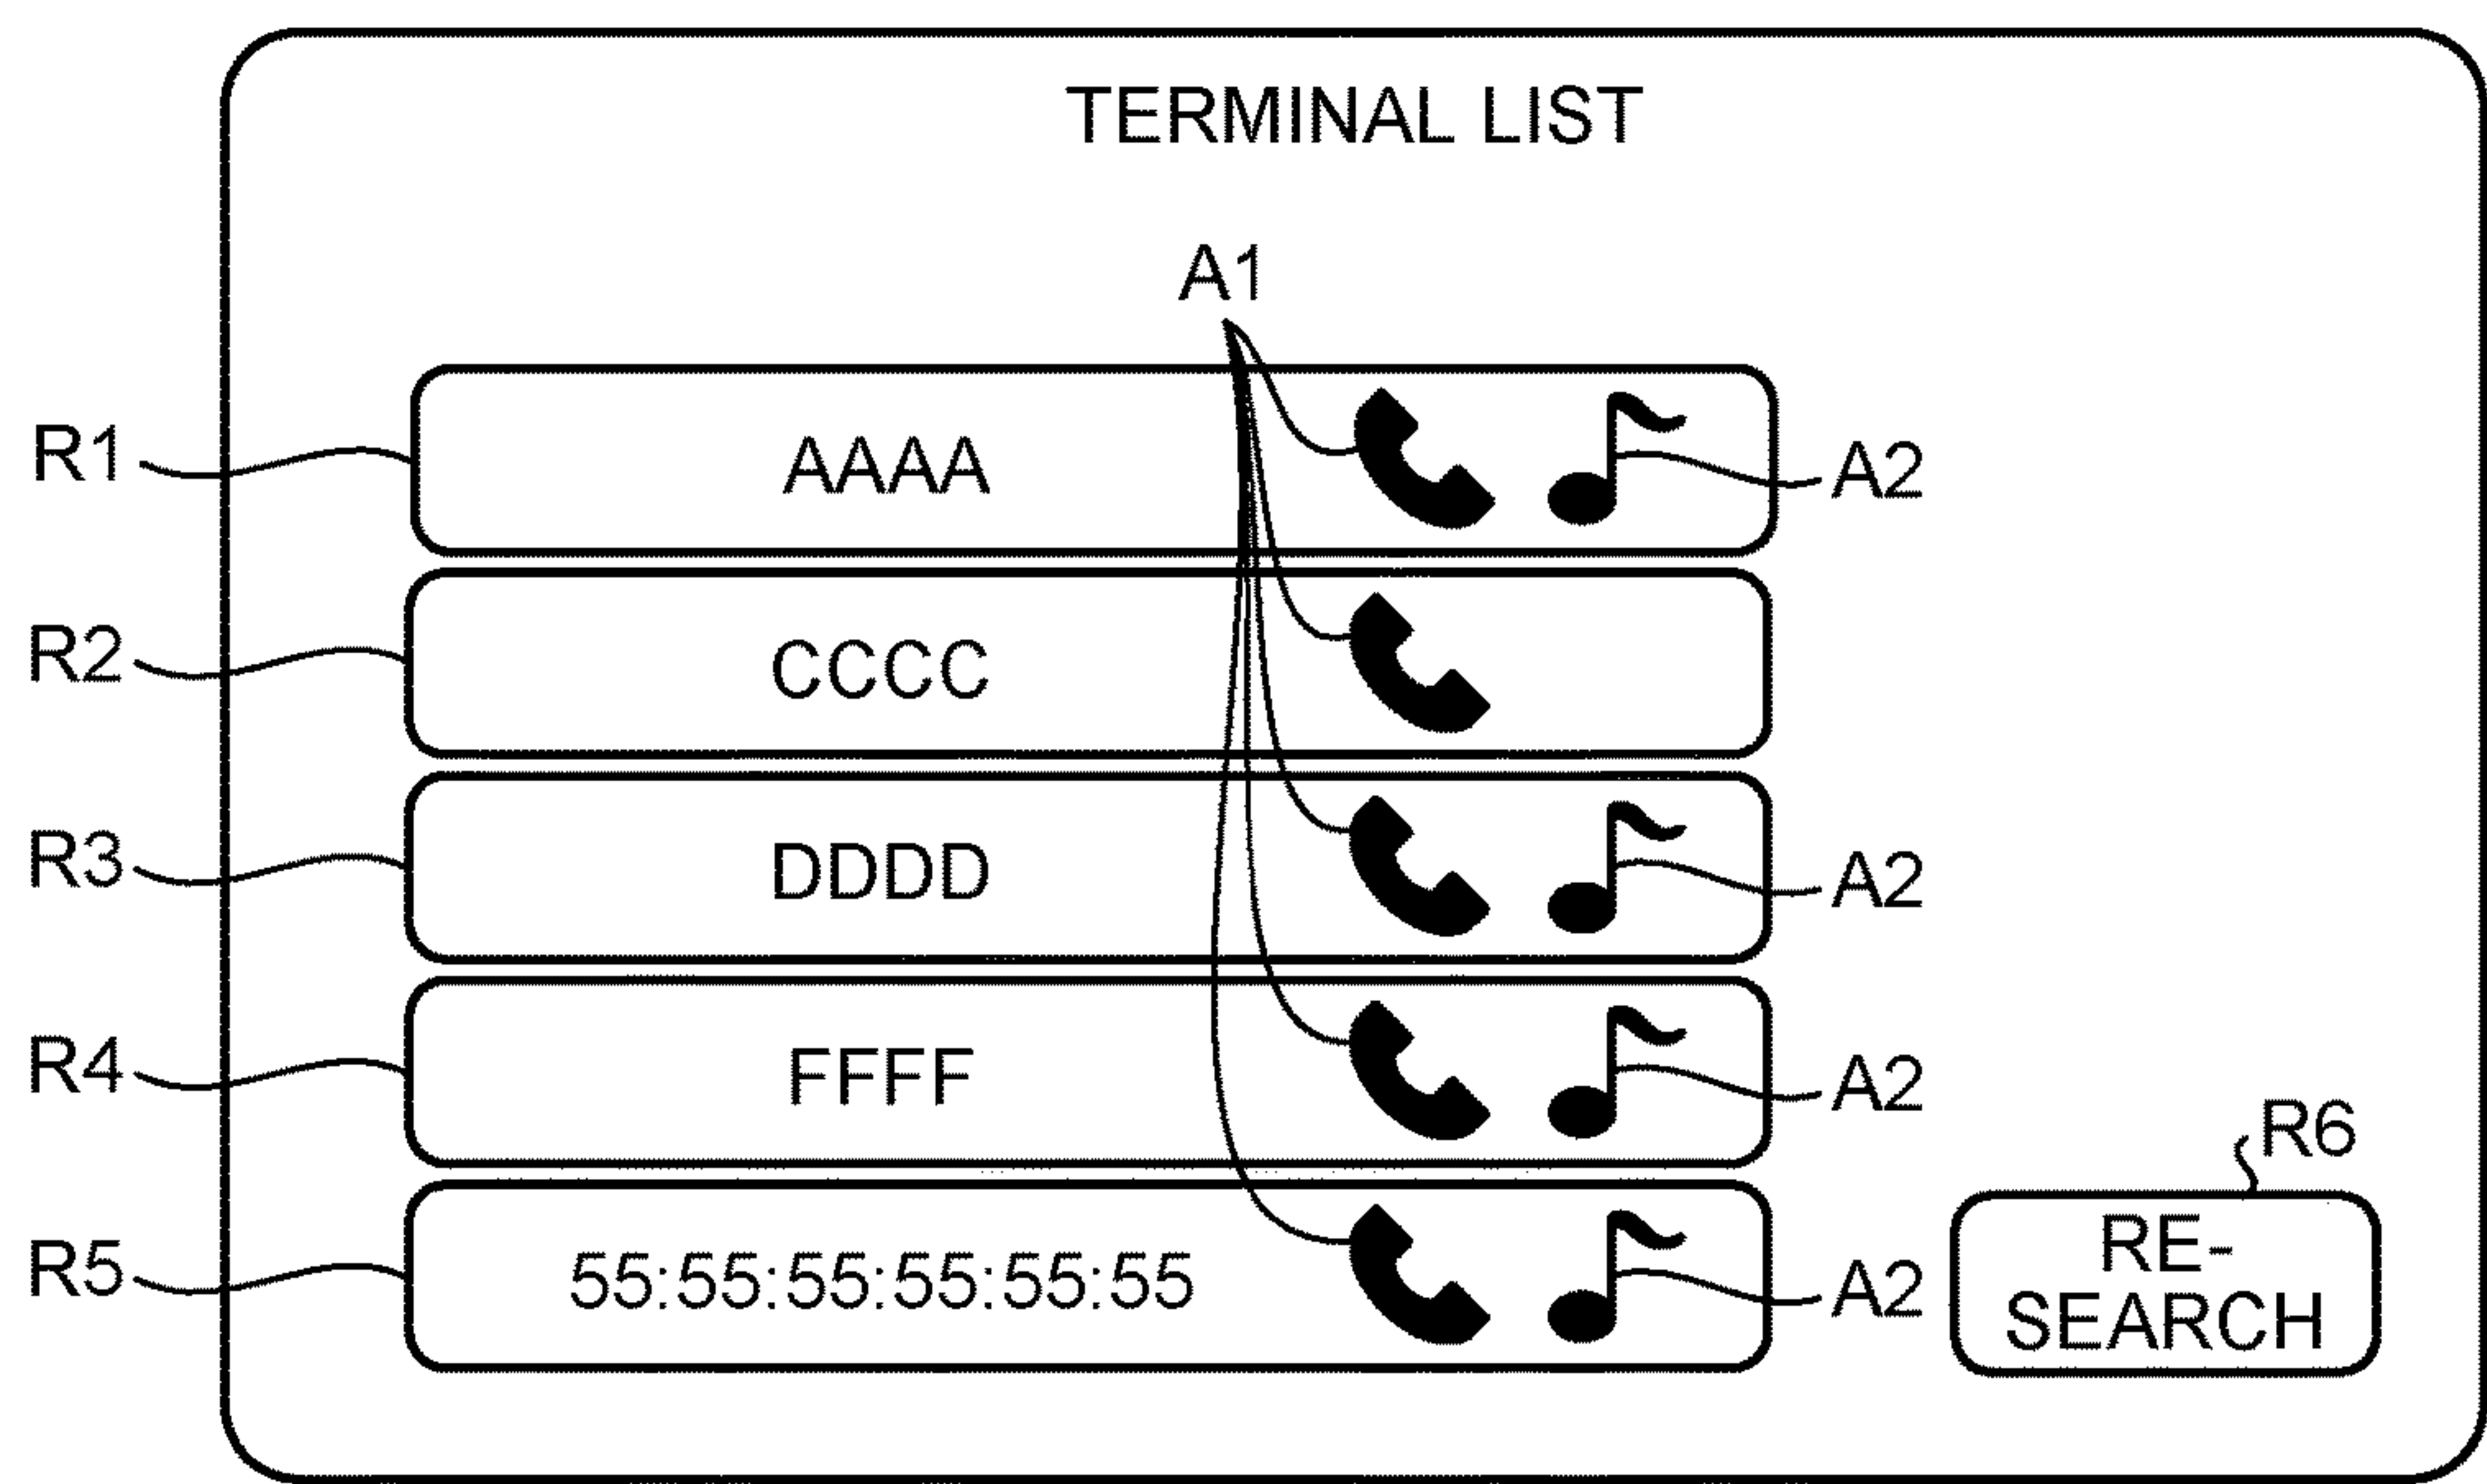 TERMINAL LIST
A1
R1 AAAA A2
R2 CCCC
R3 DDDD A2
R4 FFFF A2
R5 55:55:55:55:55:55 A2
R6
RE-
SEARCH